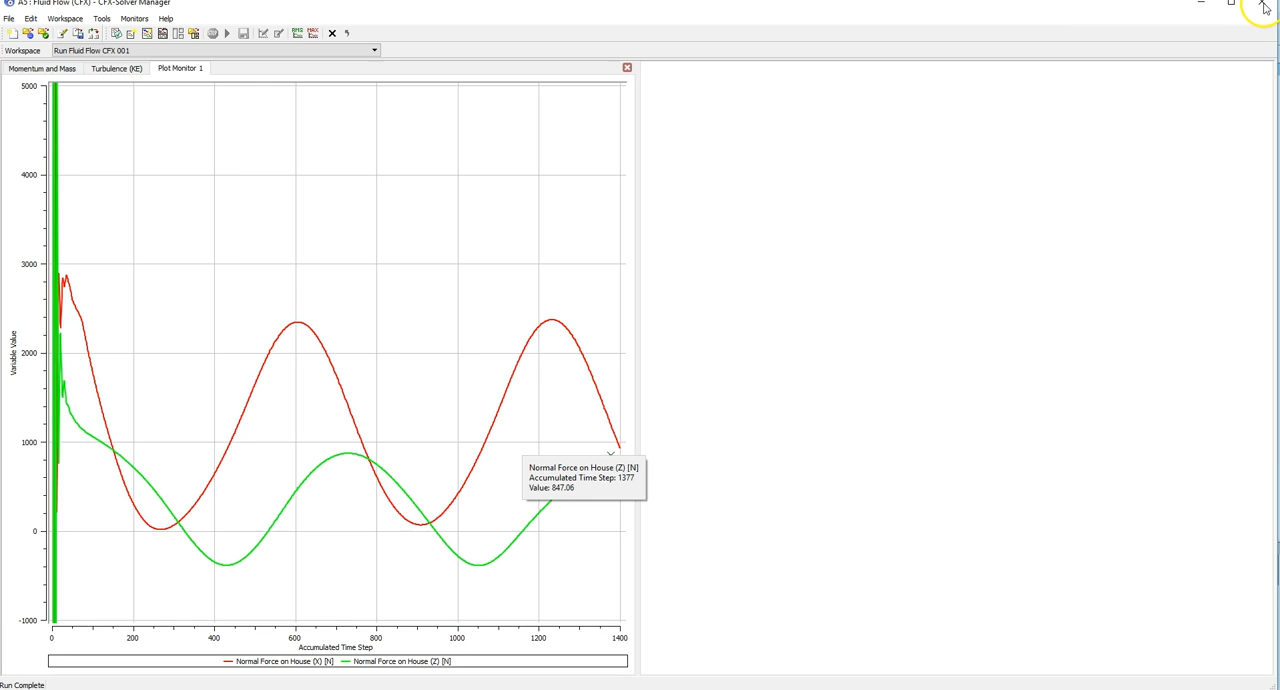 A5 : Fluid Flow (CFX) - CFX-Solver Manager
File Edit Workspace Tools Monitors Help
Workspace Run Fluid Flow CFX 001
Momentum and Mass Turbulence (KE) Plot Monitor 1
5000
4000
3000
2000
1000
0
-1000
Variable Value
Normal Force on House (Z) [N]
Accumulated Time Step: 1377
Value: 847.06
0 200 400 600 800 1000 1200 1400
Accumulated Time Step
Normal Force on House (X) [N] Normal Force on House (Z) [N]
Run Complete